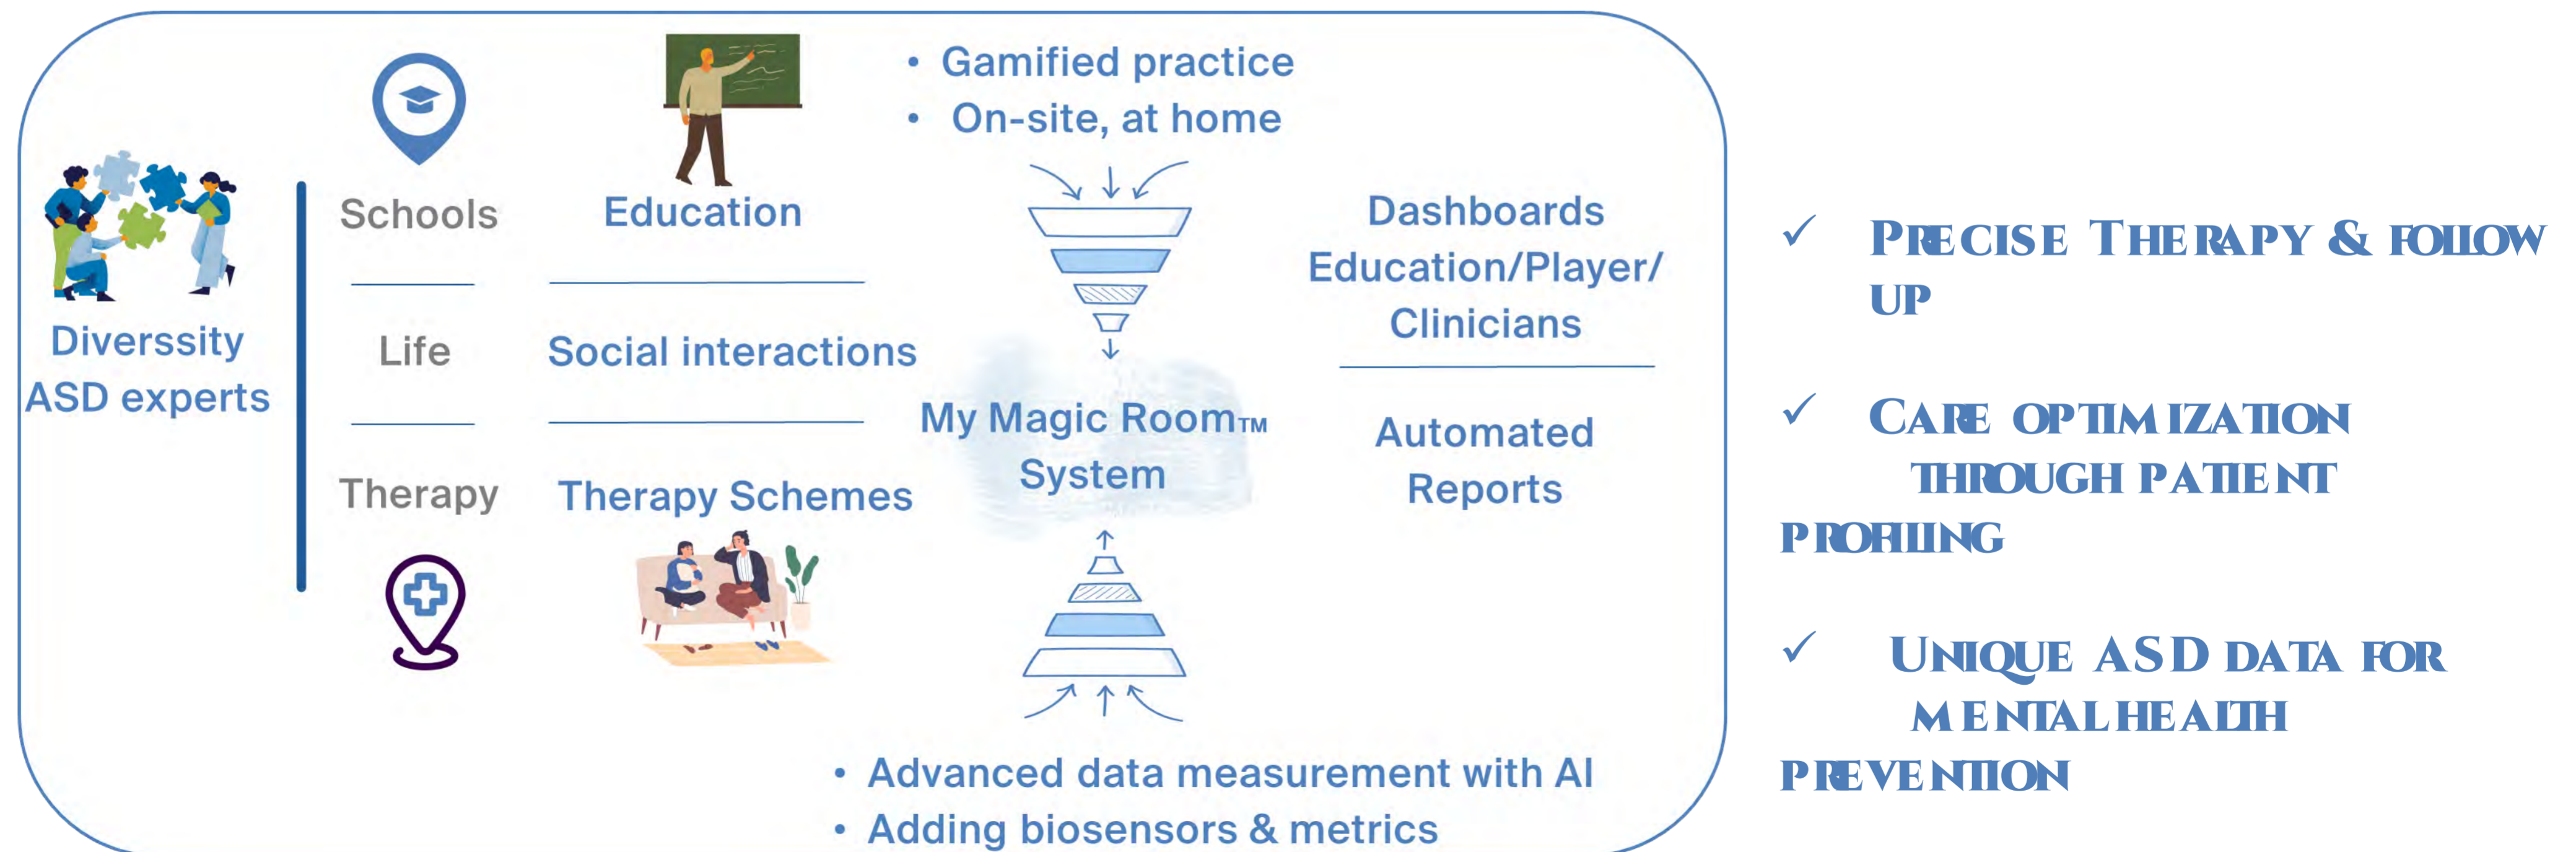 Diverssity
ASD experts
Schools
Life
Therapy
Education
Social interactions
Therapy Schemes
• Gamified practice
• On-site, at home
My Magic Room™
System
• Advanced data measurement with AI
• Adding biosensors & metrics
Dashboards
Education/Player/
Clinicians
Automated
Reports
✓ PRECISE THERAPY & FOLLOW
UP
✓ CARE OPTIMIZATION
THROUGH PATIENT
PROFILING
✓ UNIQUE ASD DATA FOR
MENTAL HEALTH
PREVENTION